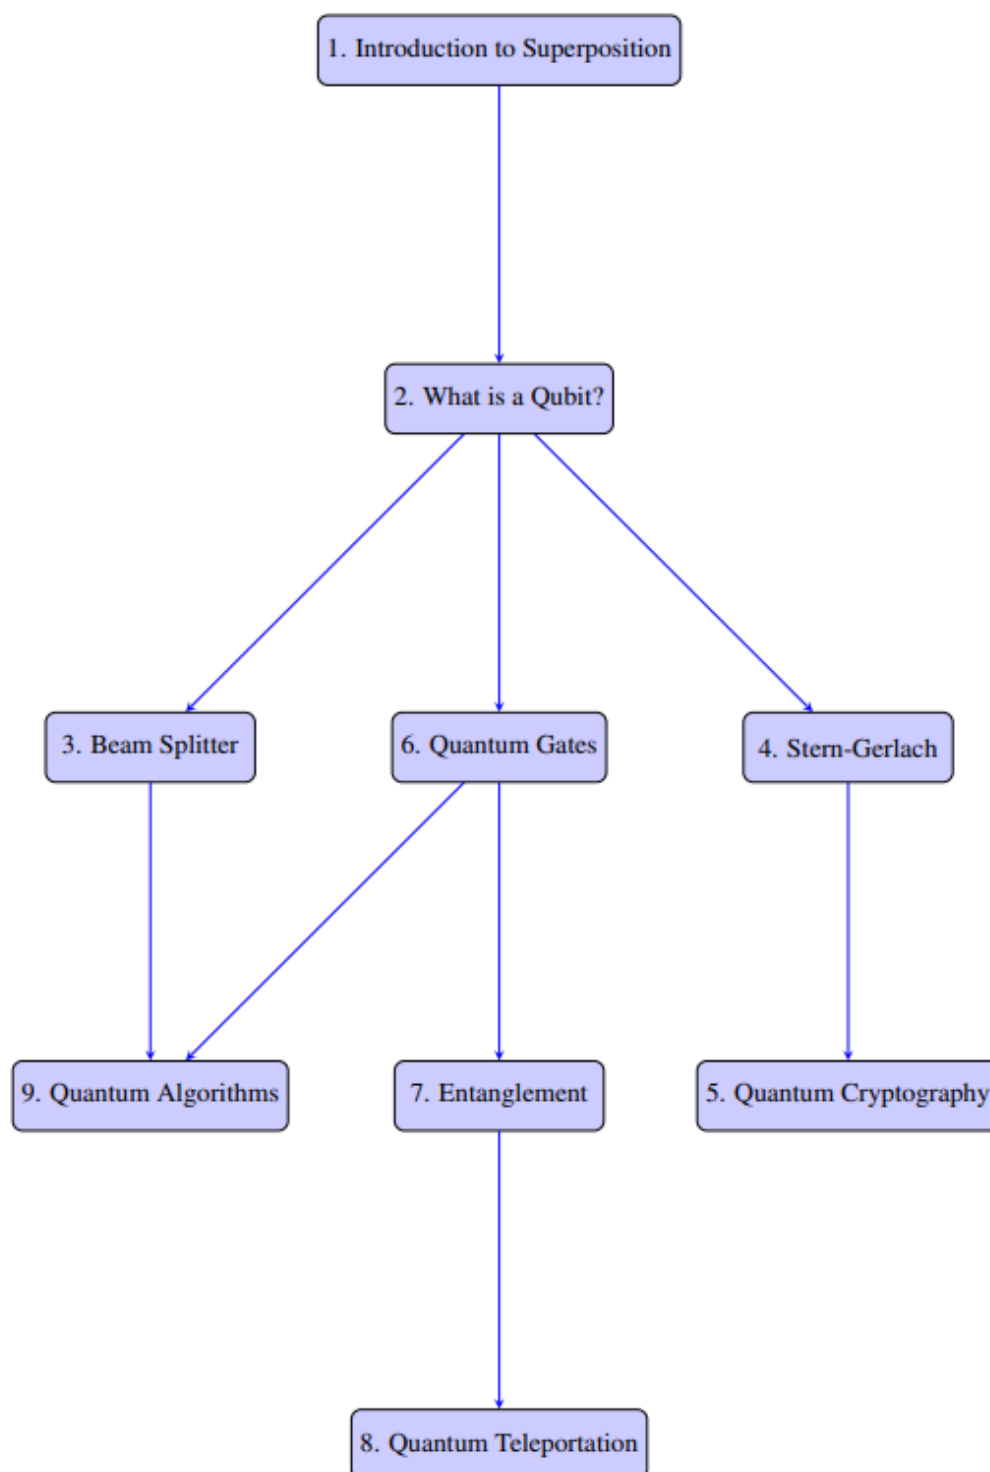 1. Introduction to Superposition
2. What is a Qubit?
3. Beam Splitter
6. Quantum Gates
4. Stern-Gerlach
9. Quantum Algorithms
7. Entanglement
5. Quantum Cryptography
8. Quantum Teleportation